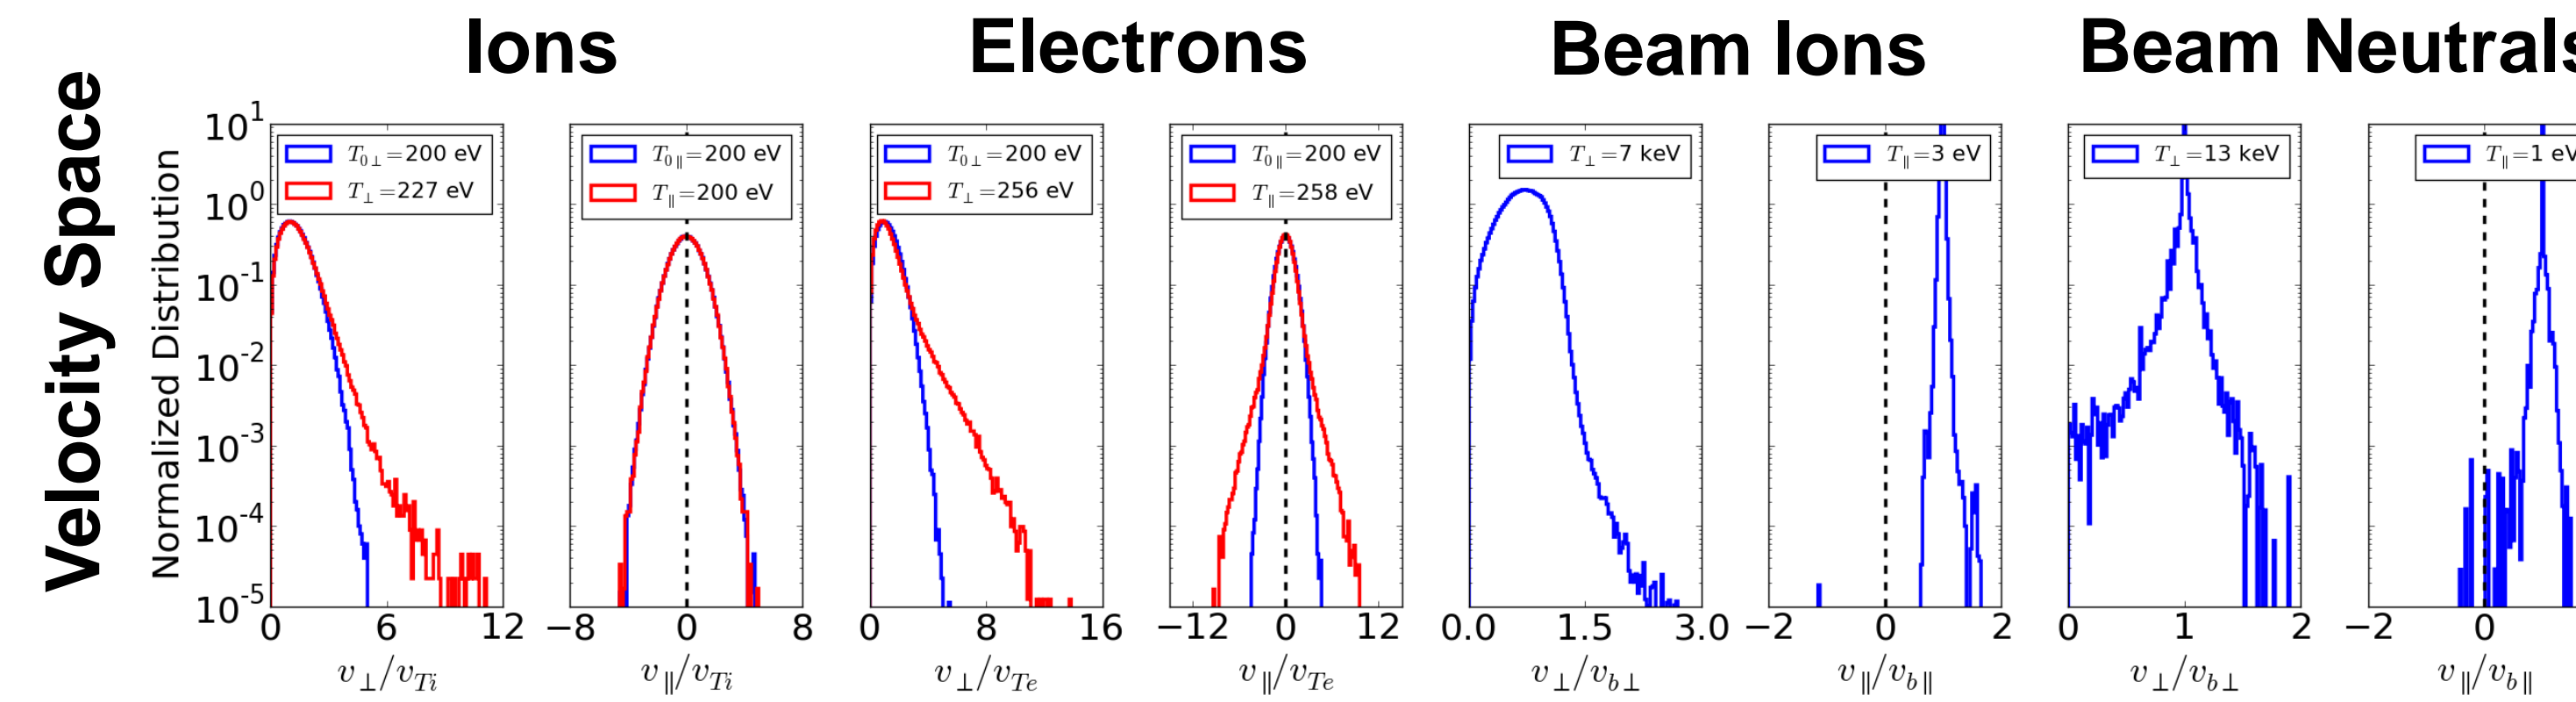 Ions
Electrons
Beam Ions
Beam Neutrals
Velocity Space
Normalized Distribution
10^1
10^0
10^-1
10^-2
10^-3
10^-4
10^-5
T_0⊥=200 eV
T_⊥=227 eV
0 6 12
v_⊥/v_Ti
T_0∥=200 eV
T_∥=200 eV
−8 0 8
v_∥/v_Ti
T_0⊥=200 eV
T_⊥=256 eV
0 8 16
v_⊥/v_Te
T_0∥=200 eV
T_∥=258 eV
−12 0 12
v_∥/v_Te
T_⊥=7 keV
0.0 1.5 3.0
v_⊥/v_b⊥
T_∥=3 eV
−2 0 2
v_∥/v_b∥
T_⊥=13 keV
0 1 2
v_⊥/v_b⊥
T_∥=1 eV
−2 0
v_∥/v_b∥